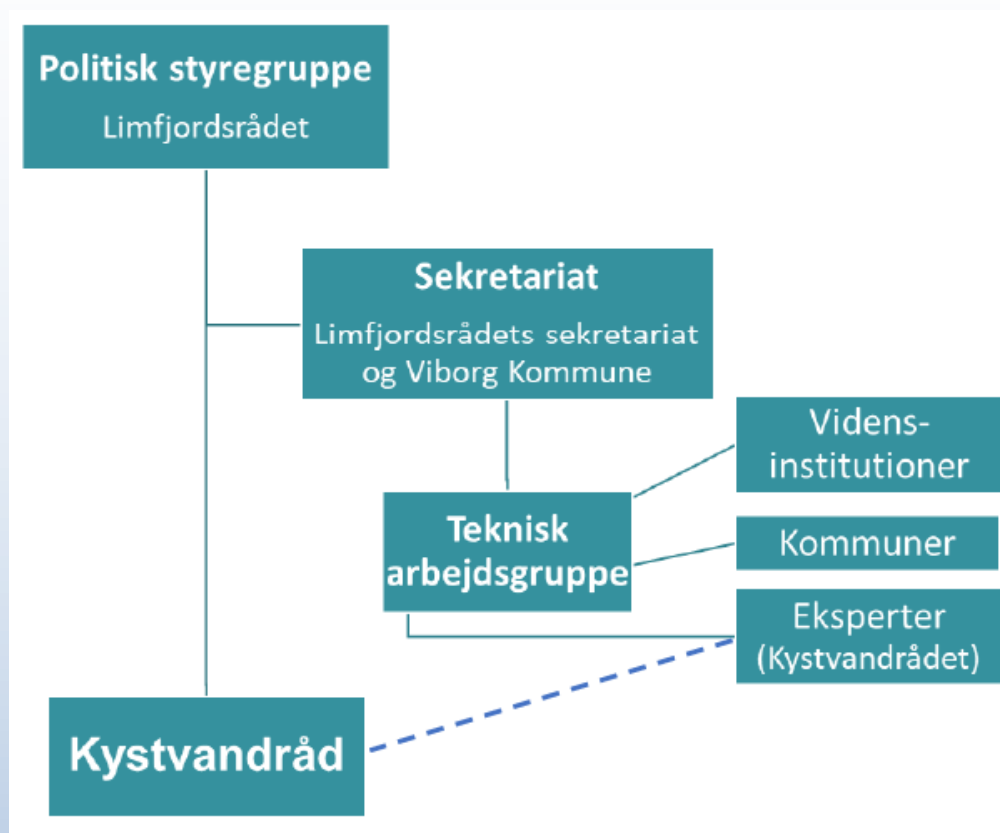 Politisk styregruppe
Limfjordsrådet
Sekretariat
Limfjordsrådets sekretariat
og Viborg Kommune
Videns-
institutioner
Teknisk
arbejdsgruppe
Kommuner
Eksperter
(Kystvandrådet)
Kystvandråd